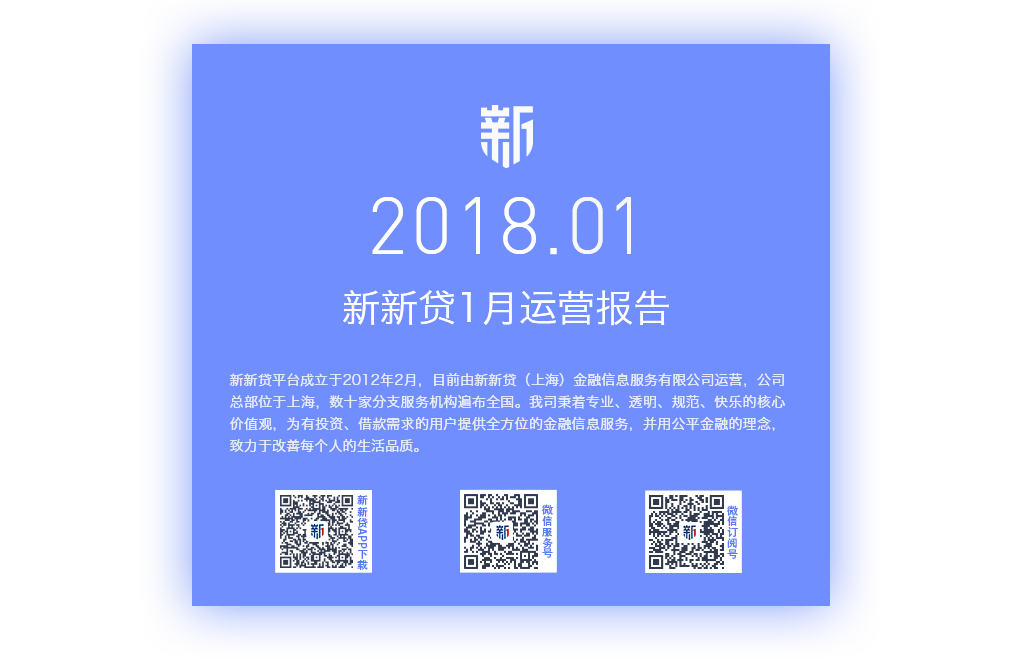 新
2018.01
新新贷1月运营报告
新新贷平台成立于2012年2月，目前由新新贷（上海）金融信息服务有限公司运营，公司
总部位于上海，数十家分支服务机构遍布全国。我司秉着专业、透明、规范、快乐的核心
价值观，为有投资、借款需求的用户提供全方位的金融信息服务，并用公平金融的理念，
致力于改善每个人的生活品质。
新
新新贷APP下载
新
微信服务号
新
微信订阅号